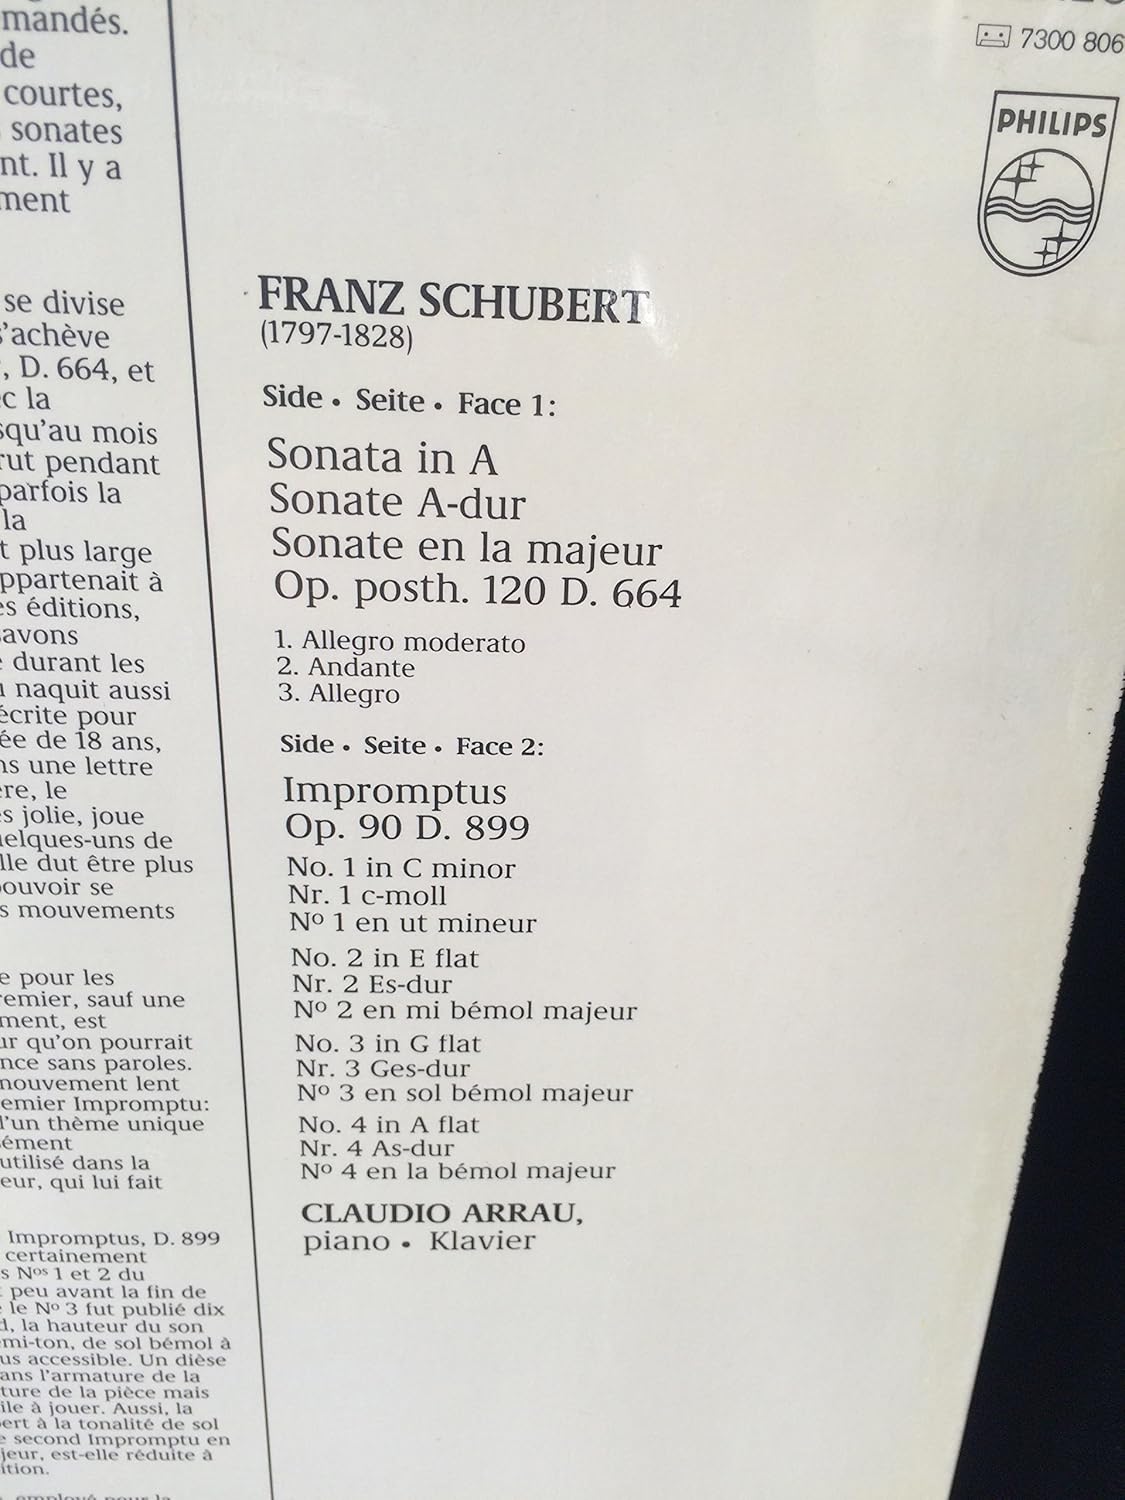 mandés.
de
courtes,
sonates
nt. Il y a
ment
se divise
s'achève
, D. 664, et
c la
squ'au mois
rut pendant
parfois la
la
t plus large
ppartenait à
es éditions,
savons
durant les
naquit aussi
écrite pour
ée de 18 ans,
ns une lettre
ère, le
s jolie, joue
uelques-uns de
lle dut être plus
pouvoir se
s mouvements
e pour les
remier, sauf une
ment, est
ur qu'on pourrait
nce sans paroles.
mouvement lent
emier Impromptu:
d'un thème unique
sément
utilisé dans la
eur, qui lui fait
Impromptus, D. 899
certainement
s Nos 1 et 2 du
peu avant la fin de
le Nº 3 fut publié dix
d, la hauteur du son
mi-ton, de sol bémol à
us accessible. Un dièse
ans l'armature de la
ture de la pièce mais
ile à jouer. Aussi, la
bert à la tonalité de sol
e second Impromptu en
jeur, est-elle réduite à
ition.
employé pour la
7300 806
PHILIPS
FRANZ SCHUBERT
(1797-1828)
Side • Seite • Face 1:
Sonata in A
Sonate A-dur
Sonate en la majeur
Op. posth. 120 D. 664
1. Allegro moderato
2. Andante
3. Allegro
Side • Seite • Face 2:
Impromptus
Op. 90 D. 899
No. 1 in C minor
Nr. 1 c-moll
Nº 1 en ut mineur
No. 2 in E flat
Nr. 2 Es-dur
Nº 2 en mi bémol majeur
No. 3 in G flat
Nr. 3 Ges-dur
Nº 3 en sol bémol majeur
No. 4 in A flat
Nr. 4 As-dur
Nº 4 en la bémol majeur
CLAUDIO ARRAU,
piano • Klavier